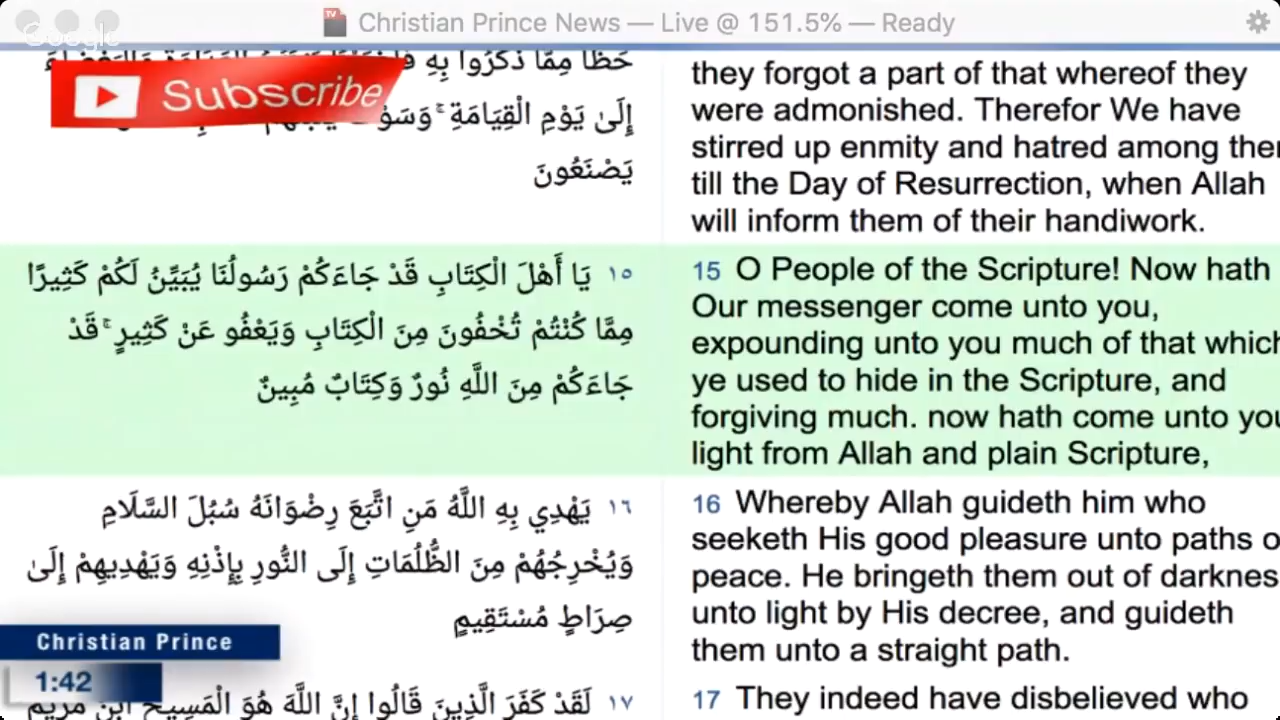 Christian Prince News — Live @ 151.5% — Ready
Google
Subscribe
حَظًّا مِمَّا ذُكِّرُوا بِهِ
إِلَىٰ يَوْمِ الْقِيَامَةِ ۚ وَسَوْفَ
يَصْنَعُونَ
١٥ يَا أَهْلَ الْكِتَابِ قَدْ جَاءَكُمْ رَسُولُنَا يُبَيِّنُ لَكُمْ كَثِيرًا
مِمَّا كُنْتُمْ تُخْفُونَ مِنَ الْكِتَابِ وَيَعْفُو عَنْ كَثِيرٍ ۚ قَدْ
جَاءَكُمْ مِنَ اللَّهِ نُورٌ وَكِتَابٌ مُبِينٌ
١٦ يَهْدِي بِهِ اللَّهُ مَنِ اتَّبَعَ رِضْوَانَهُ سُبُلَ السَّلَامِ
وَيُخْرِجُهُمْ مِنَ الظُّلُمَاتِ إِلَى النُّورِ بِإِذْنِهِ وَيَهْدِيهِمْ إِلَىٰ
صِرَاطٍ مُسْتَقِيمٍ
١٧ لَقَدْ كَفَرَ الَّذِينَ قَالُوا إِنَّ اللَّهَ هُوَ الْمَسِيحُ ابْنُ مَرْيَمَ
they forgot a part of that whereof they
were admonished. Therefor We have
stirred up enmity and hatred among the
till the Day of Resurrection, when Allah
will inform them of their handiwork.
15 O People of the Scripture! Now hath
Our messenger come unto you,
expounding unto you much of that which
ye used to hide in the Scripture, and
forgiving much. now hath come unto you
light from Allah and plain Scripture,
16 Whereby Allah guideth him who
seeketh His good pleasure unto paths o
peace. He bringeth them out of darknes
unto light by His decree, and guideth
them unto a straight path.
17 They indeed have disbelieved who
Christian Prince
1:42